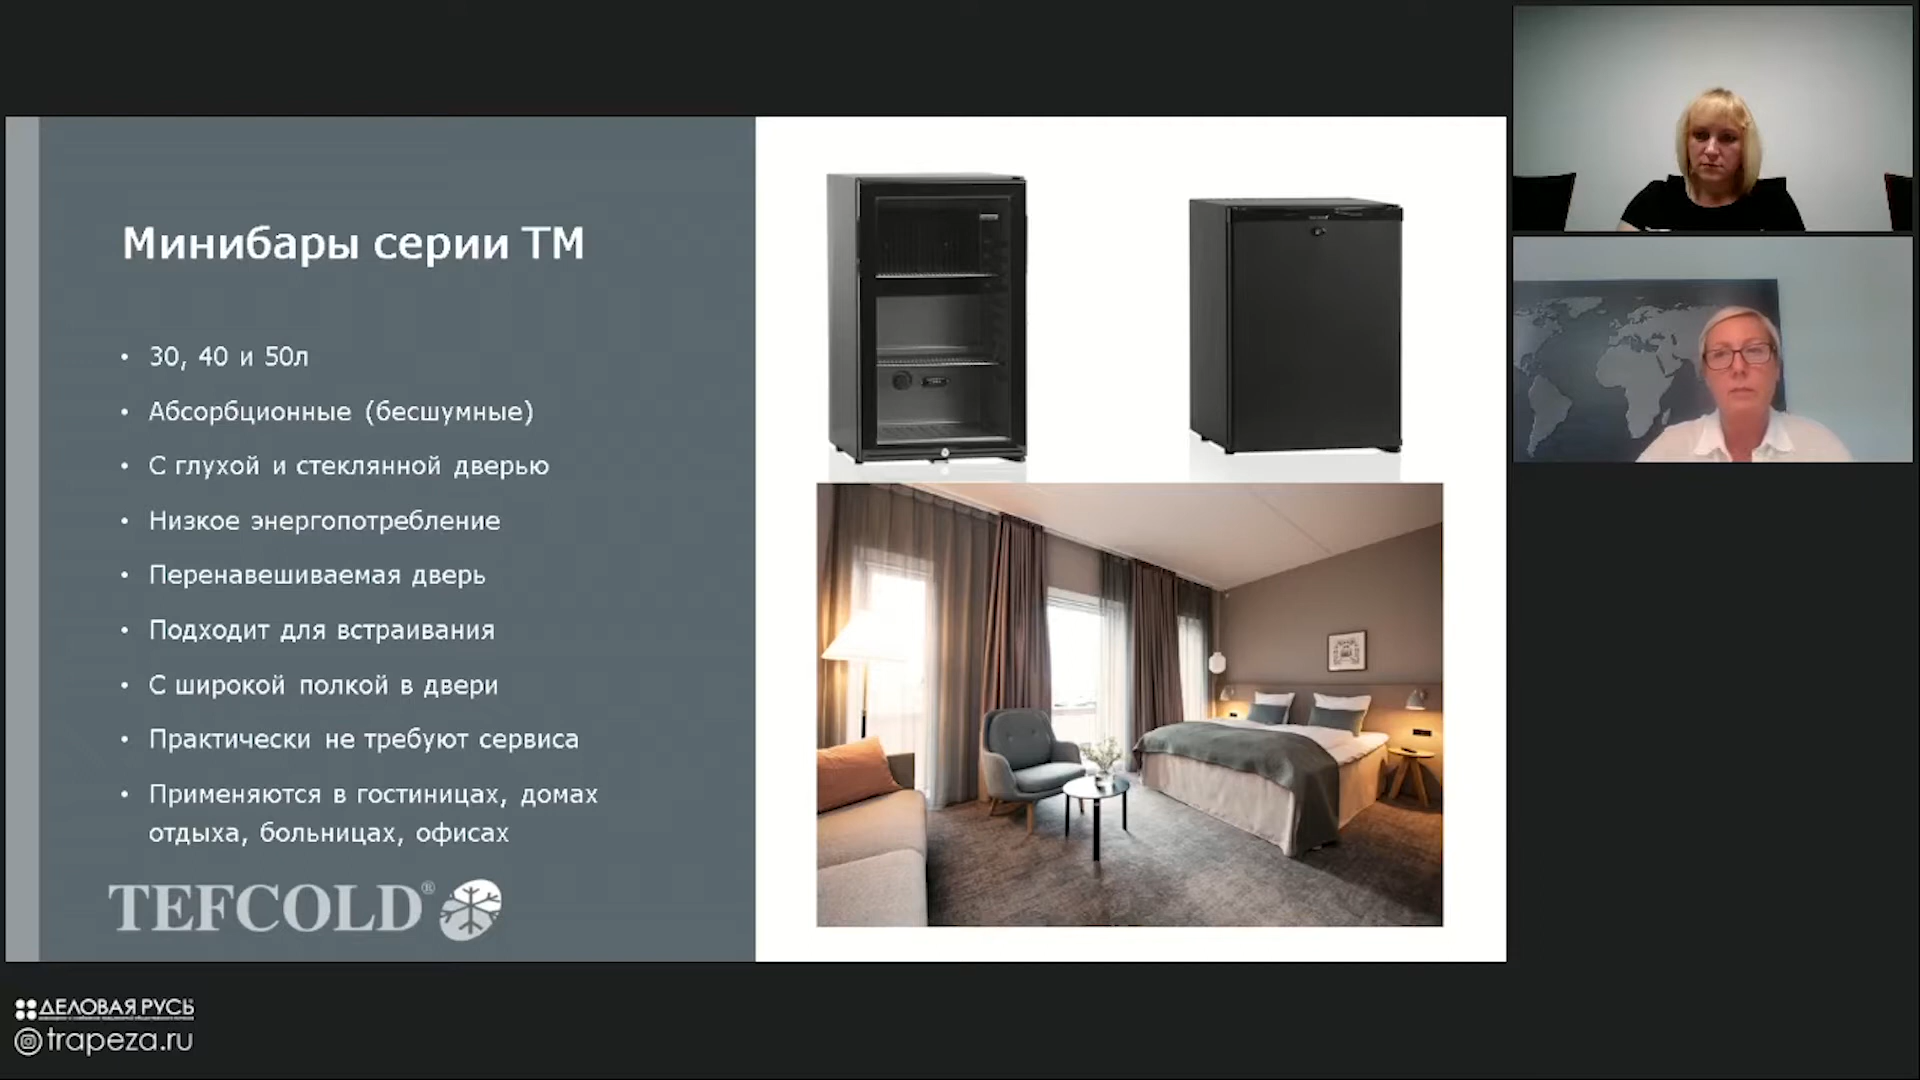 Минибары серии ТМ
• 30, 40 и 50л
• Абсорбционные (бесшумные)
• С глухой и стеклянной дверью
• Низкое энергопотребление
• Перенавешиваемая дверь
• Подходит для встраивания
• С широкой полкой в двери
• Практически не требуют сервиса
• Применяются в гостиницах, домах
отдыха, больницах, офисах
TEFCOLD®
ДЕЛОВАЯ РУСЬ
trapeza.ru